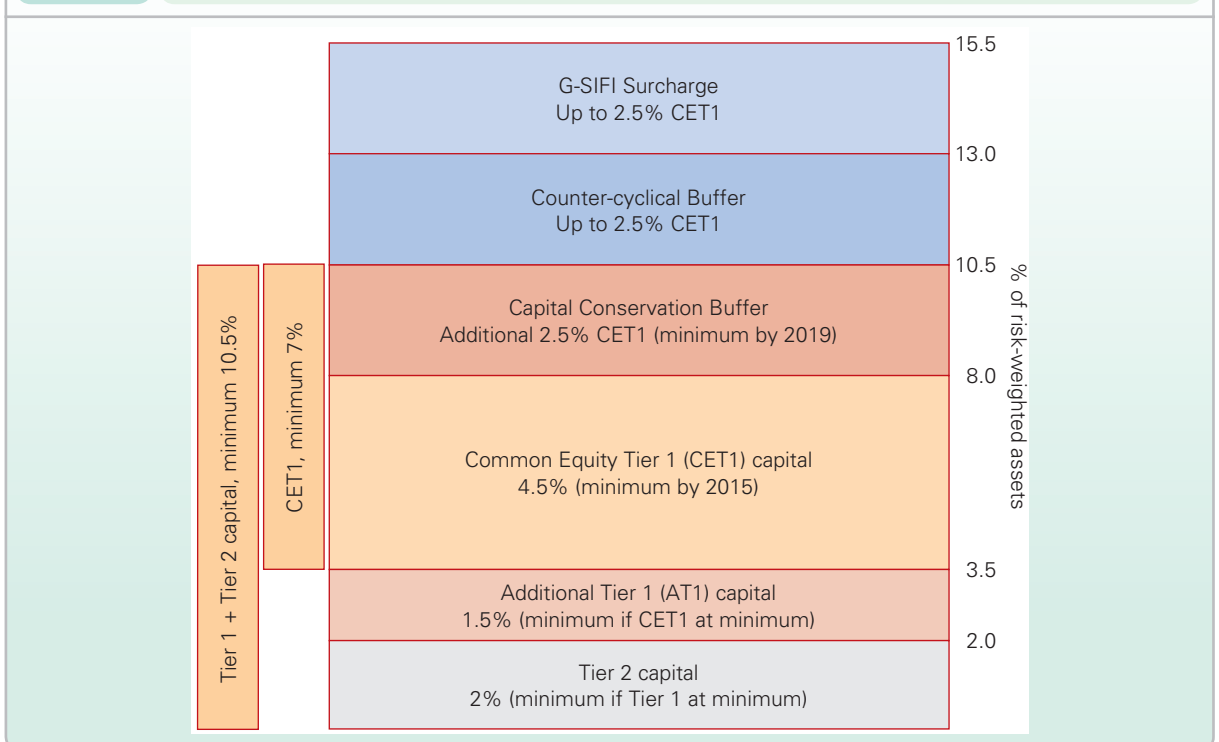 15.5
G-SIFI Surcharge
Up to 2.5% CET1
13.0
Counter-cyclical Buffer
Up to 2.5% CET1
10.5
Capital Conservation Buffer
Additional 2.5% CET1 (minimum by 2019)
8.0
Common Equity Tier 1 (CET1) capital
4.5% (minimum by 2015)
3.5
Additional Tier 1 (AT1) capital
1.5% (minimum if CET1 at minimum)
2.0
Tier 2 capital
2% (minimum if Tier 1 at minimum)
Tier 1 + Tier 2 capital, minimum 10.5%
CET1, minimum 7%
% of risk-weighted assets